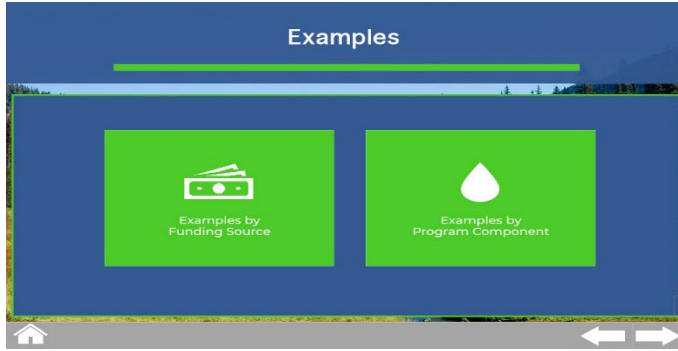 Examples
Examples by
Funding Source
Examples by
Program Component